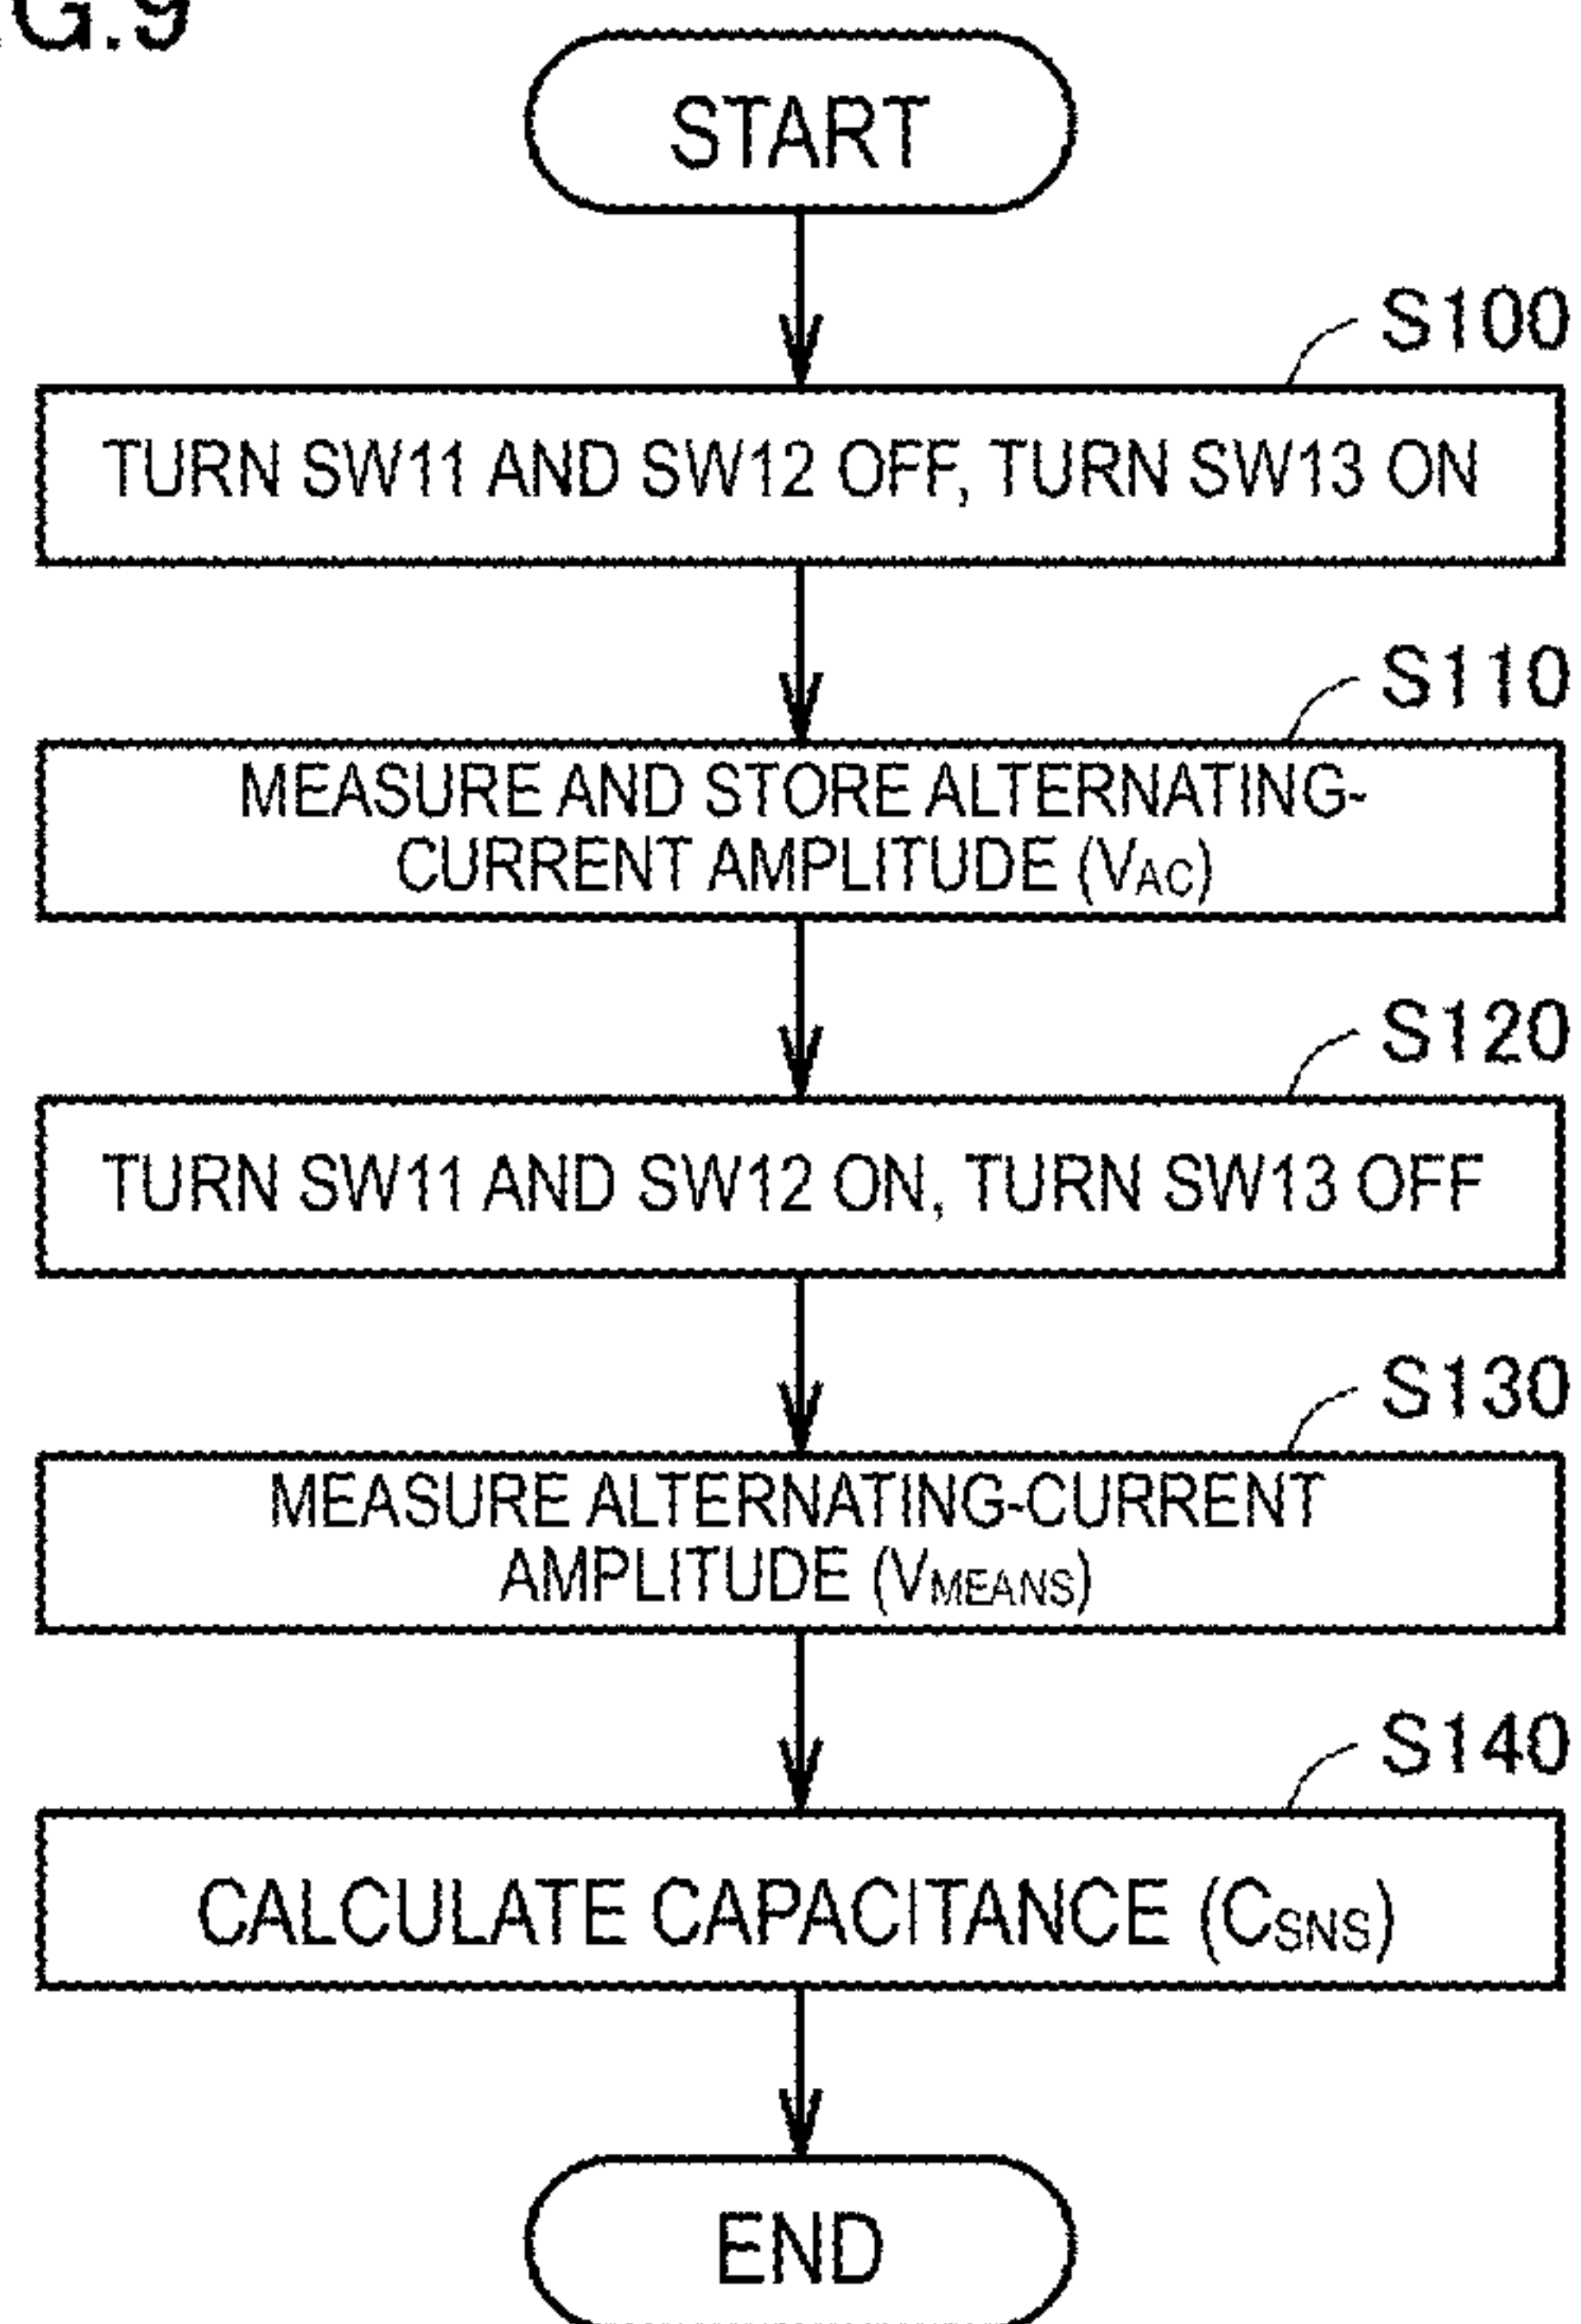 G.9
START
S100
TURN SW11 AND SW12 OFF, TURN SW13 ON
S110
MEASURE AND STORE ALTERNATING-
CURRENT AMPLITUDE (VAC)
S120
TURN SW11 AND SW12 ON, TURN SW13 OFF
S130
MEASURE ALTERNATING-CURRENT
AMPLITUDE (VMEANS)
S140
CALCULATE CAPACITANCE (CSNS)
END